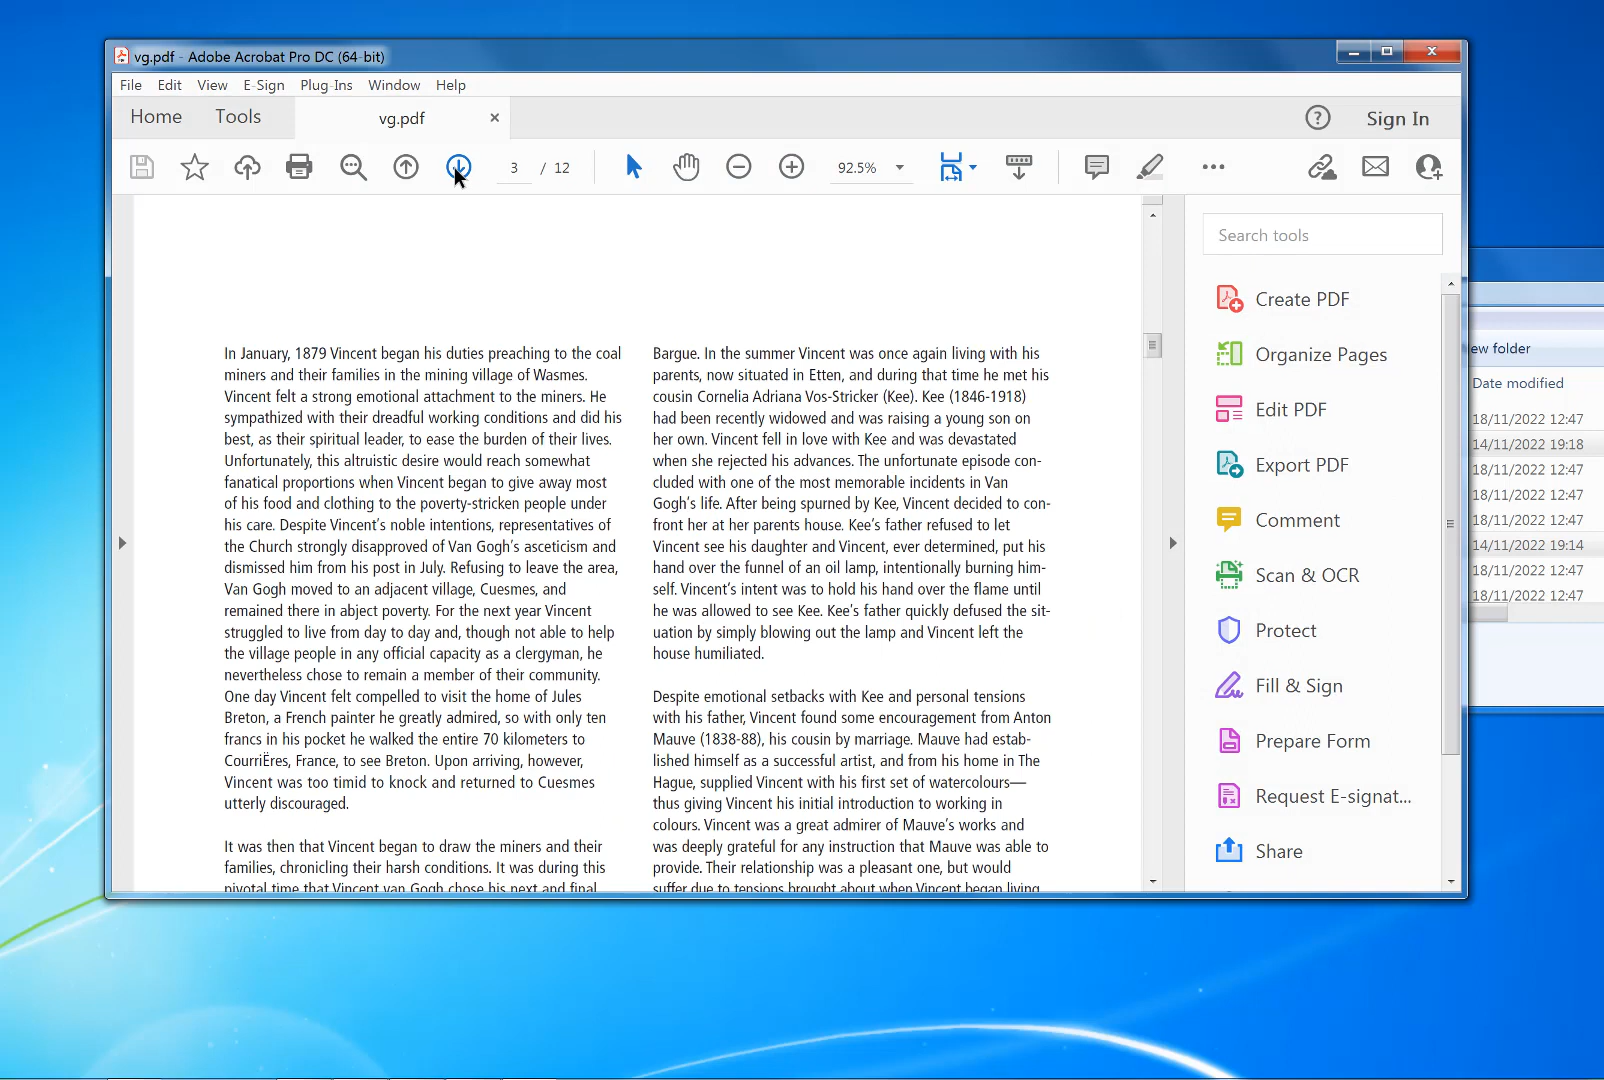 vg.pdf - Adobe Acrobat Pro DC (64-bit)
File Edit View E-Sign Plug-Ins Window Help
Home Tools vg.pdf Sign In
3 / 12 92.5%
In January, 1879 Vincent began his duties preaching to the coal
miners and their families in the mining village of Wasmes.
Vincent felt a strong emotional attachment to the miners. He
sympathized with their dreadful working conditions and did his
best, as their spiritual leader, to ease the burden of their lives.
Unfortunately, this altruistic desire would reach somewhat
fanatical proportions when Vincent began to give away most
of his food and clothing to the poverty-stricken people under
his care. Despite Vincent's noble intentions, representatives of
the Church strongly disapproved of Van Gogh's asceticism and
dismissed him from his post in July. Refusing to leave the area,
Van Gogh moved to an adjacent village, Cuesmes, and
remained there in abject poverty. For the next year Vincent
struggled to live from day to day and, though not able to help
the village people in any official capacity as a clergyman, he
nevertheless chose to remain a member of their community.
One day Vincent felt compelled to visit the home of Jules
Breton, a French painter he greatly admired, so with only ten
francs in his pocket he walked the entire 70 kilometers to
CourriËres, France, to see Breton. Upon arriving, however,
Vincent was too timid to knock and returned to Cuesmes
utterly discouraged.
It was then that Vincent began to draw the miners and their
families, chronicling their harsh conditions. It was during this
pivotal time that Vincent van Gogh chose his next and final
Bargue. In the summer Vincent was once again living with his
parents, now situated in Etten, and during that time he met his
cousin Cornelia Adriana Vos-Stricker (Kee). Kee (1846-1918)
had been recently widowed and was raising a young son on
her own. Vincent fell in love with Kee and was devastated
when she rejected his advances. The unfortunate episode con-
cluded with one of the most memorable incidents in Van
Gogh's life. After being spurned by Kee, Vincent decided to con-
front her at her parents house. Kee's father refused to let
Vincent see his daughter and Vincent, ever determined, put his
hand over the funnel of an oil lamp, intentionally burning him-
self. Vincent's intent was to hold his hand over the flame until
he was allowed to see Kee. Kee's father quickly defused the sit-
uation by simply blowing out the lamp and Vincent left the
house humiliated.
Despite emotional setbacks with Kee and personal tensions
with his father, Vincent found some encouragement from Anton
Mauve (1838-88), his cousin by marriage. Mauve had estab-
lished himself as a successful artist, and from his home in The
Hague, supplied Vincent with his first set of watercolours—
thus giving Vincent his initial introduction to working in
colours. Vincent was a great admirer of Mauve's works and
was deeply grateful for any instruction that Mauve was able to
provide. Their relationship was a pleasant one, but would
suffer due to tensions brought about when Vincent began living
Search tools
Create PDF
Organize Pages
Edit PDF
Export PDF
Comment
Scan & OCR
Protect
Fill & Sign
Prepare Form
Request E-signat...
Share
ew folder
Date modified
18/11/2022 12:47
14/11/2022 19:18
18/11/2022 12:47
18/11/2022 12:47
18/11/2022 12:47
14/11/2022 19:14
18/11/2022 12:47
18/11/2022 12:47